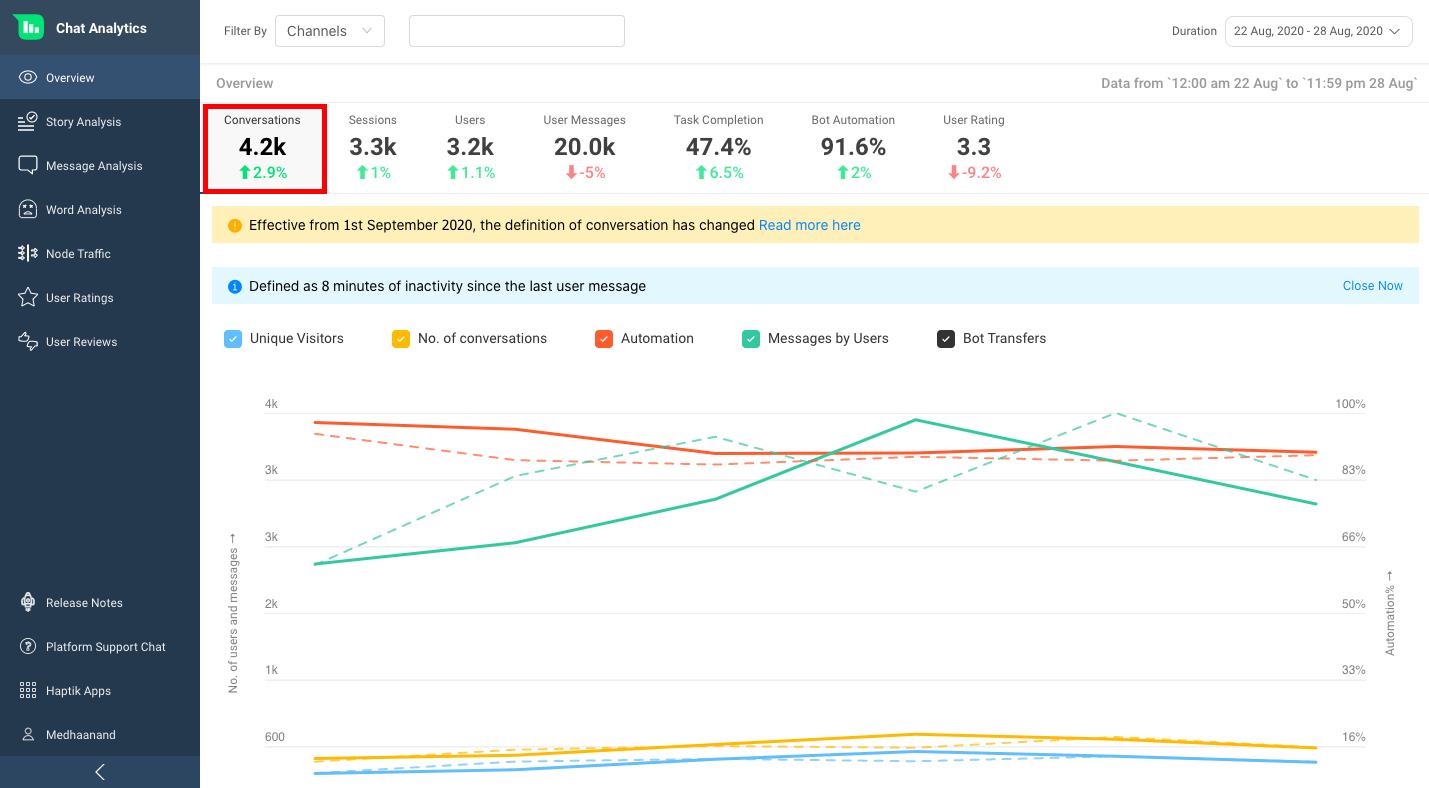 Chat Analytics
Filter By Channels
Duration 22 Aug, 2020 - 28 Aug, 2020
Overview
Story Analysis
Message Analysis
Word Analysis
Node Traffic
User Ratings
User Reviews
Release Notes
Platform Support Chat
Haptik Apps
Medhaanand
Overview
Data from `12:00 am 22 Aug` to `11:59 pm 28 Aug`
Conversations
4.2k
2.9%
Sessions
3.3k
1%
Users
3.2k
1.1%
User Messages
20.0k
-5%
Task Completion
47.4%
6.5%
Bot Automation
91.6%
2%
User Rating
3.3
-9.2%
Effective from 1st September 2020, the definition of conversation has changed Read more here
Defined as 8 minutes of inactivity since the last user message
Close Now
Unique Visitors
No. of conversations
Automation
Messages by Users
Bot Transfers
No. of users and messages →
4k
3k
3k
2k
1k
600
100%
83%
66%
50%
33%
16%
Automation% →